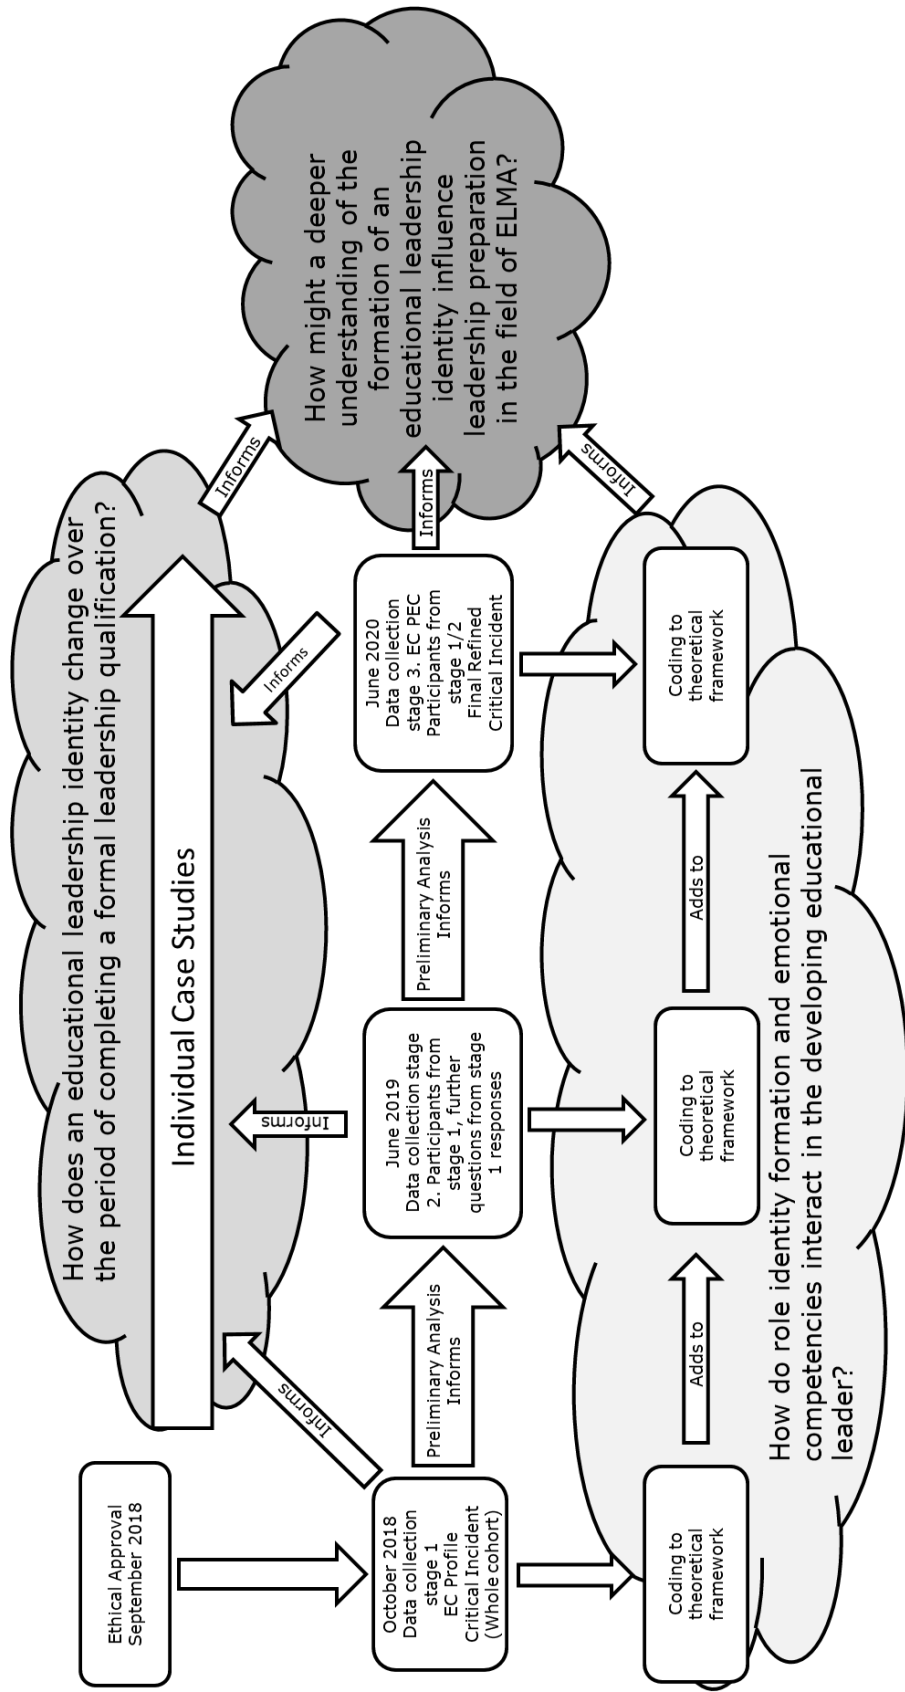 How does an educational leadership identity change over
the period of completing a formal leadership qualification?
Individual Case Studies
Ethical Approval
September 2018
Informs
Informs
Informs
Informs
October 2018
Data collection
stage 1
EC Profile
Critical Incident
(Whole cohort)
Preliminary Analysis
Informs
June 2019
Data collection stage
2. Participants from
stage 1, further
questions from stage
1 responses
Preliminary Analysis
Informs
June 2020
Data collection
stage 3. EC PEC
Participants from
stage 1/2
Final Refined
Critical Incident
Informs
How might a deeper
understanding of the
formation of an
educational leadership
identity influence
leadership preparation
in the field of ELMA?
Coding to
theoretical
framework
Adds to
Coding to
theoretical
framework
Adds to
Coding to
theoretical
framework
Informs
How do role identity formation and emotional
competencies interact in the developing educational
leader?